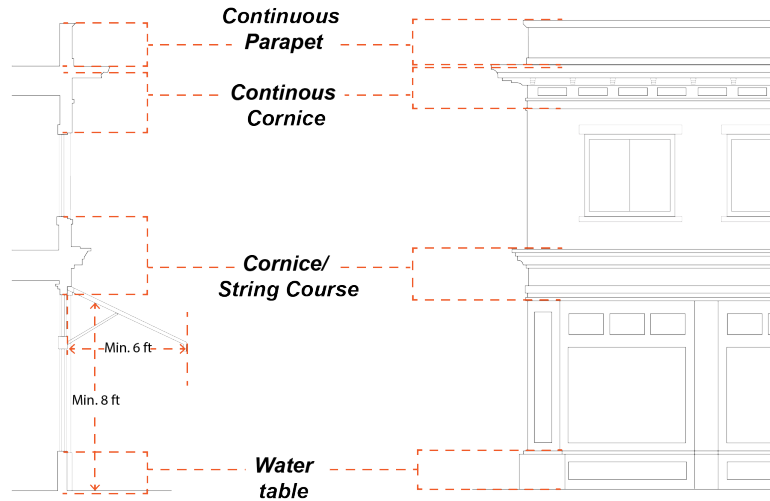 Continuous
Parapet
Continous
Cornice
Cornice/
String Course
Min. 6 ft
Min. 8 ft
Water
table